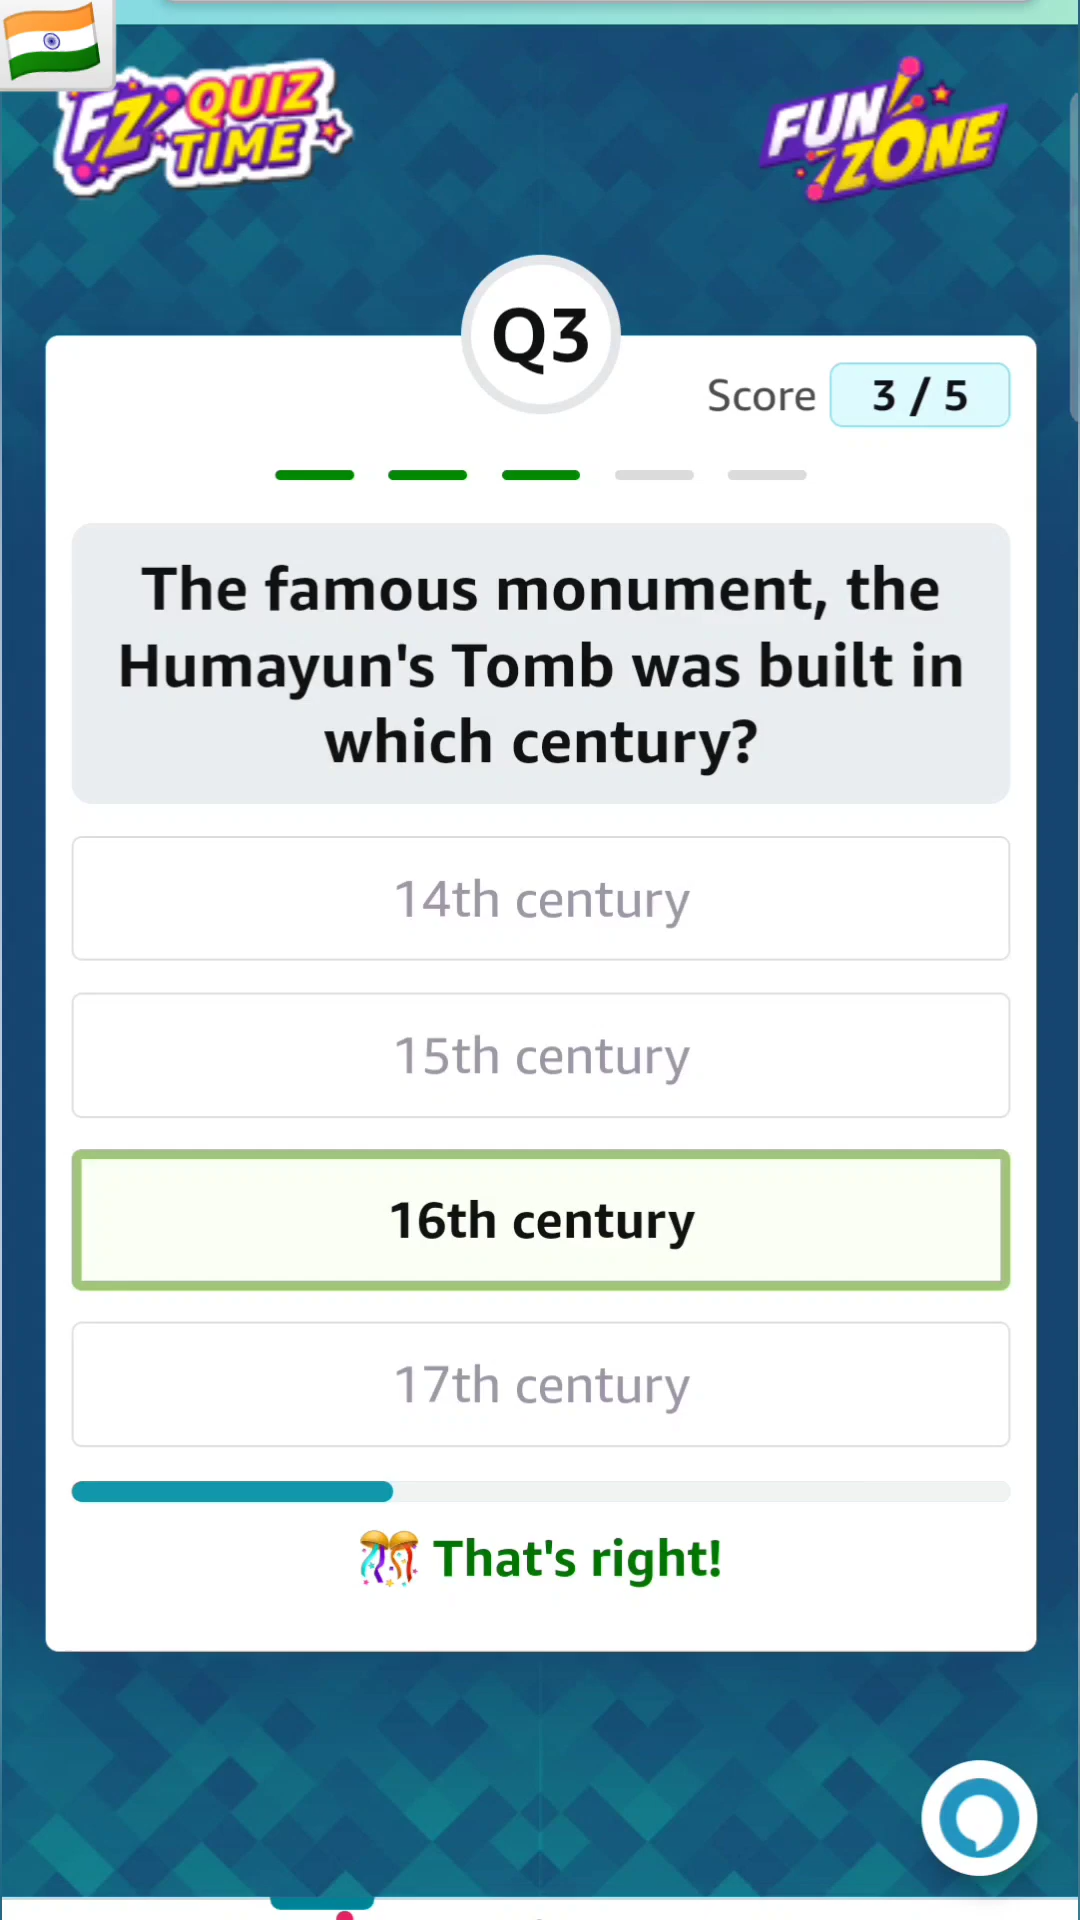 FZ QUIZ TIME
FUN ZONE
Q3
Score 3 / 5
The famous monument, the
Humayun's Tomb was built in
which century?
14th century
15th century
16th century
17th century
That's right!